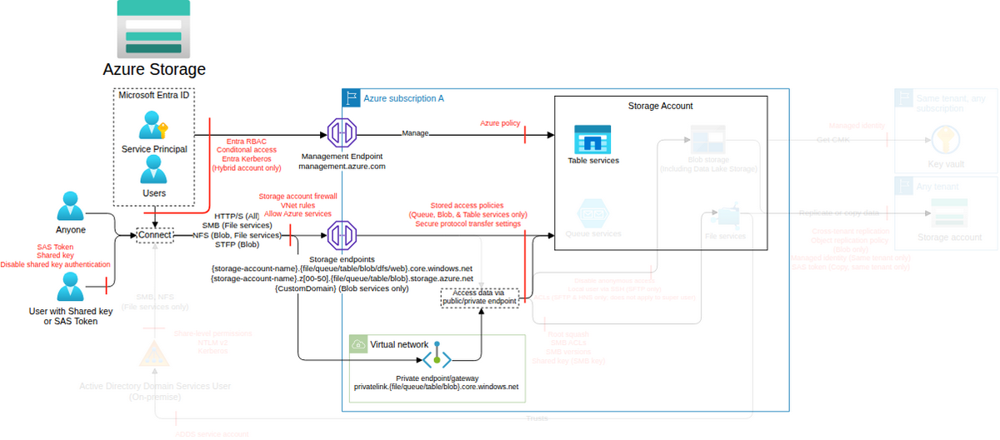 Azure Storage
Microsoft Entra ID
Service Principal
Users
Anyone
Connect
SAS Token
Shared key
Disable shared key authentication
User with Shared key
or SAS Token
Entra RBAC
Conditonal access
Entra Kerberos
(Hybrid account only)
HTTP/S (All)
SMB (File services)
NFS (Blob, File services)
STFP (Blob)
Storage account firewall
VNet rules
Allow Azure services
Azure subscription A
Management Endpoint
management.azure.com
Manage
Azure policy
Storage endpoints
{storage-account-name}.{file/queue/table/blob/dfs/web}.core.windows.net
{storage-account-name}.z[00-50].{file/queue/table/blob}.storage.azure.net
{CustomDomain} (Blob services only)
Stored access policies
(Queue, Blob, & Table services only)
Secure protocol transfer settings
Access data via
public/private endpoint
Virtual network
Private endpoint/gateway
privatelink.{file/queue/table/blob}.core.windows.net
Storage Account
Table services
Queue services
Blob storage
(Including Data Lake Storage)
File services
SMB, NFS
(File services only)
Share-level permissions
NTLM v2
Kerberos
Active Directory Domain Services User
(On-premise)
ADDS service account
Trusts
Root squash
SMB ACLs
SMB versions
Shared key (SMB key)
Managed identity
Get CMK
Same tenant, any
subscription
Key vault
Any tenant
Replicate or copy data
Storage account
Cross-tenant replication
Object replication policy
(Blob only)
Managed identity (Same tenant only)
SAS token (Copy, same tenant only)